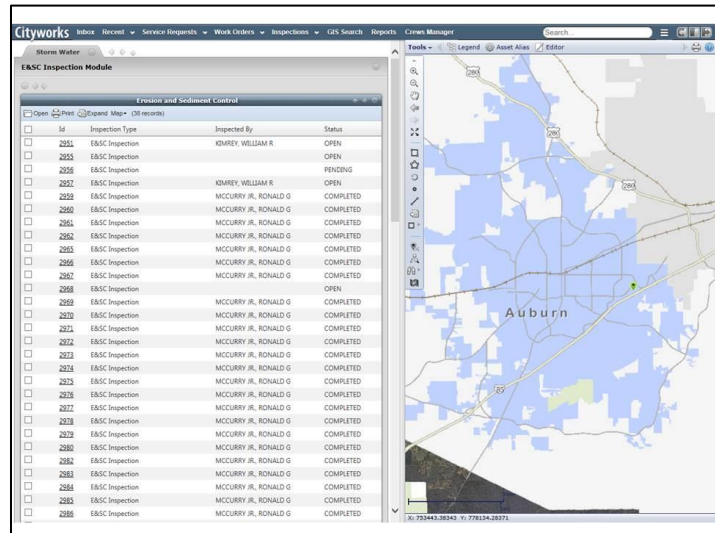 Cityworks Inbox Recent Service Requests Work Orders Inspections GIS Search Reports Crews Manager Search...
Storm Water
Tools Legend Asset Alias Editor
E&SC Inspection Module
Erosion and Sediment Control
Open Print Expand Map (38 records)
Id Inspection Type Inspected By Status
2951 E&SC Inspection KIMREY, WILLIAM R OPEN
2955 E&SC Inspection OPEN
2956 E&SC Inspection PENDING
2957 E&SC Inspection KIMREY, WILLIAM R OPEN
2959 E&SC Inspection MCCURRY JR, RONALD G COMPLETED
2960 E&SC Inspection MCCURRY JR., RONALD G COMPLETED
2961 E&SC Inspection MCCURRY JR., RONALD G COMPLETED
2962 E&SC Inspection MCCURRY JR., RONALD G COMPLETED
2965 E&SC Inspection MCCURRY JR., RONALD G COMPLETED
2966 E&SC Inspection MCCURRY JR., RONALD G COMPLETED
2967 E&SC Inspection MCCURRY JR., RONALD G COMPLETED
2968 E&SC Inspection OPEN
2969 E&SC Inspection MCCURRY JR., RONALD G COMPLETED
2970 E&SC Inspection MCCURRY JR., RONALD G COMPLETED
2971 E&SC Inspection MCCURRY JR., RONALD G COMPLETED
2972 E&SC Inspection MCCURRY JR., RONALD G COMPLETED
2973 E&SC Inspection MCCURRY JR., RONALD G COMPLETED
2974 E&SC Inspection MCCURRY JR., RONALD G COMPLETED
2975 E&SC Inspection MCCURRY JR., RONALD G COMPLETED
2976 E&SC Inspection MCCURRY JR., RONALD G COMPLETED
2977 E&SC Inspection MCCURRY JR., RONALD G COMPLETED
2978 E&SC Inspection MCCURRY JR., RONALD G COMPLETED
2979 E&SC Inspection MCCURRY JR., RONALD G COMPLETED
2980 E&SC Inspection MCCURRY JR., RONALD G COMPLETED
2982 E&SC Inspection MCCURRY JR., RONALD G COMPLETED
2983 E&SC Inspection MCCURRY JR., RONALD G COMPLETED
2984 E&SC Inspection MCCURRY JR., RONALD G COMPLETED
2985 E&SC Inspection MCCURRY JR., RONALD G COMPLETED
2986 E&SC Inspection MCCURRY JR., RONALD G COMPLETED
280
280
280
Auburn
85
X: 753443.38343 Y: 778134.28371